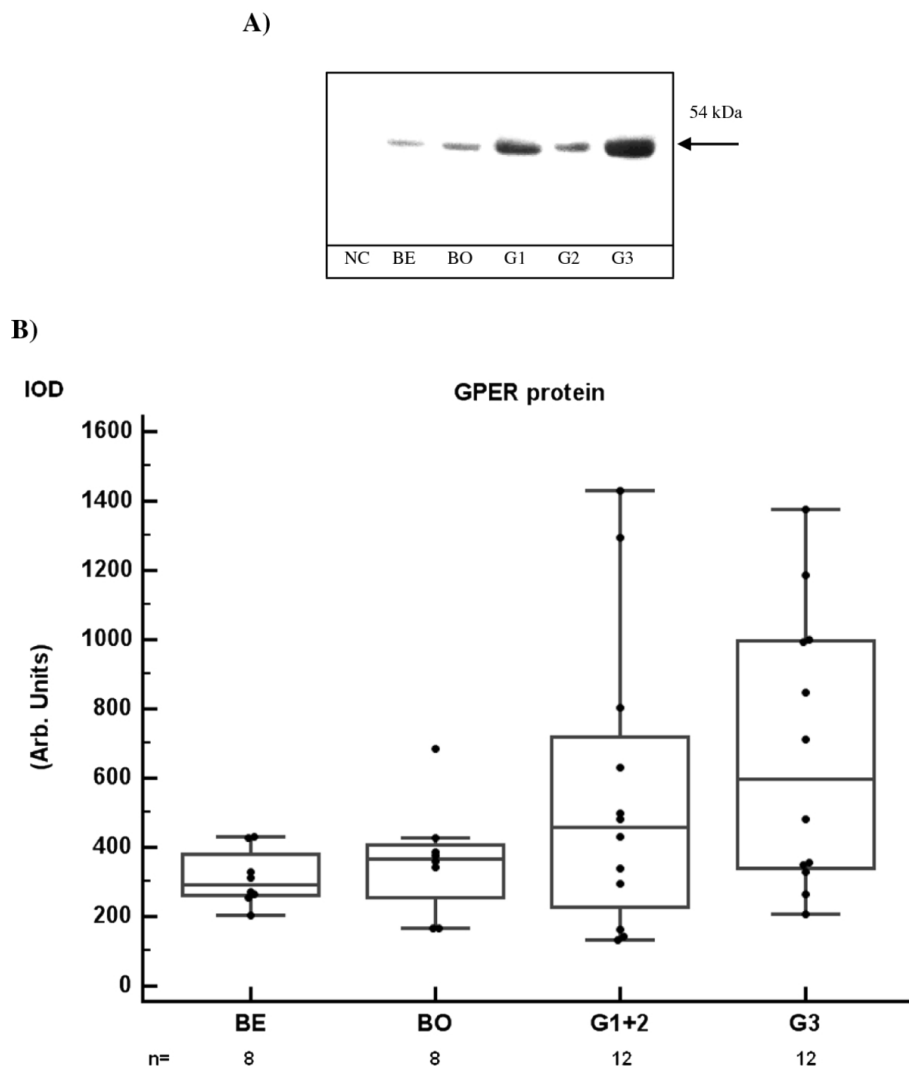 A)
54 kDa
NC BE BO G1 G2 G3
B)
IOD GPER protein
1600
1400
1200
1000
800
600
400
200
0
(Arb. Units)
BE BO G1+2 G3
n= 8 8 12 12